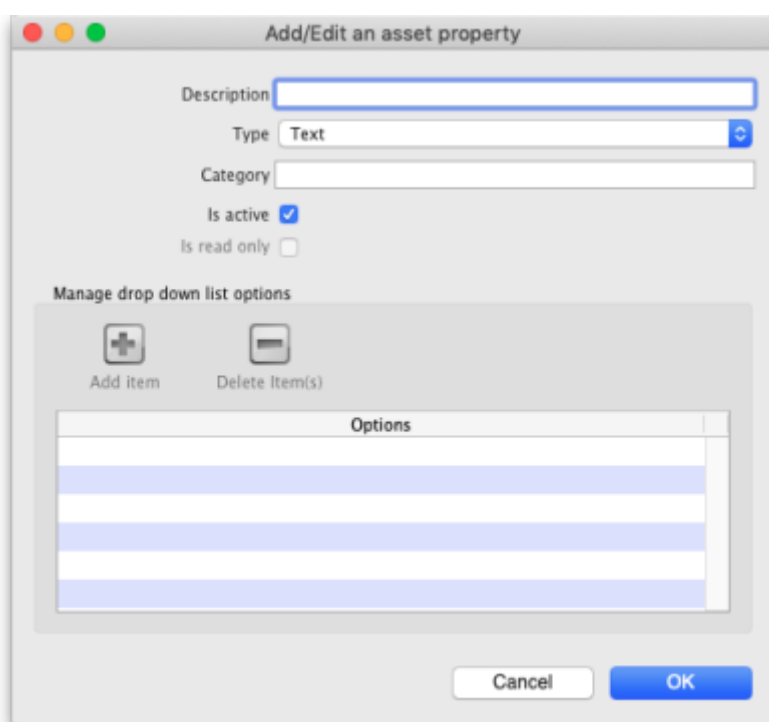 Add/Edit an asset property
Description
Type Text
Category
Is active
Is read only
Manage drop down list options
Add item Delete Item(s)
Options
Cancel OK